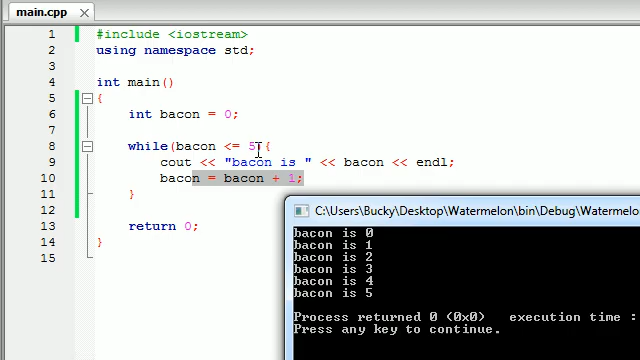 main.cpp ×
1 #include <iostream>
2 using namespace std;
3
4 int main()
5 {
6 int bacon = 0;
7
8 while(bacon <= 5){
9 cout << "bacon is " << bacon << endl;
10 bacon = bacon + 1;
11 }
12
13 return 0;
14 }
15
C:\Users\Bucky\Desktop\Watermelon\bin\Debug\Watermelon
bacon is 0
bacon is 1
bacon is 2
bacon is 3
bacon is 4
bacon is 5
Process returned 0 (0x0) execution time :
Press any key to continue.